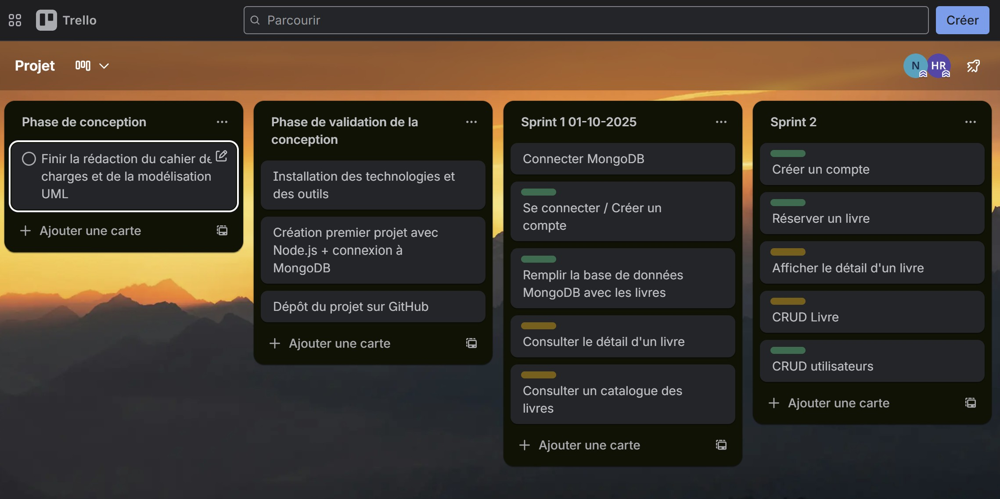 Trello
Parcourir
Créer
Projet
N
HR
Phase de conception
Finir la rédaction du cahier de
charges et de la modélisation
UML
Ajouter une carte
Phase de validation de la
conception
Installation des technologies et
des outils
Création premier projet avec
Node.js + connexion à
MongoDB
Dépôt du projet sur GitHub
Ajouter une carte
Sprint 1 01-10-2025
Connecter MongoDB
Se connecter / Créer un
compte
Remplir la base de données
MongoDB avec les livres
Consulter le détail d'un livre
Consulter un catalogue des
livres
Ajouter une carte
Sprint 2
Créer un compte
Réserver un livre
Afficher le détail d'un livre
CRUD Livre
CRUD utilisateurs
Ajouter une carte